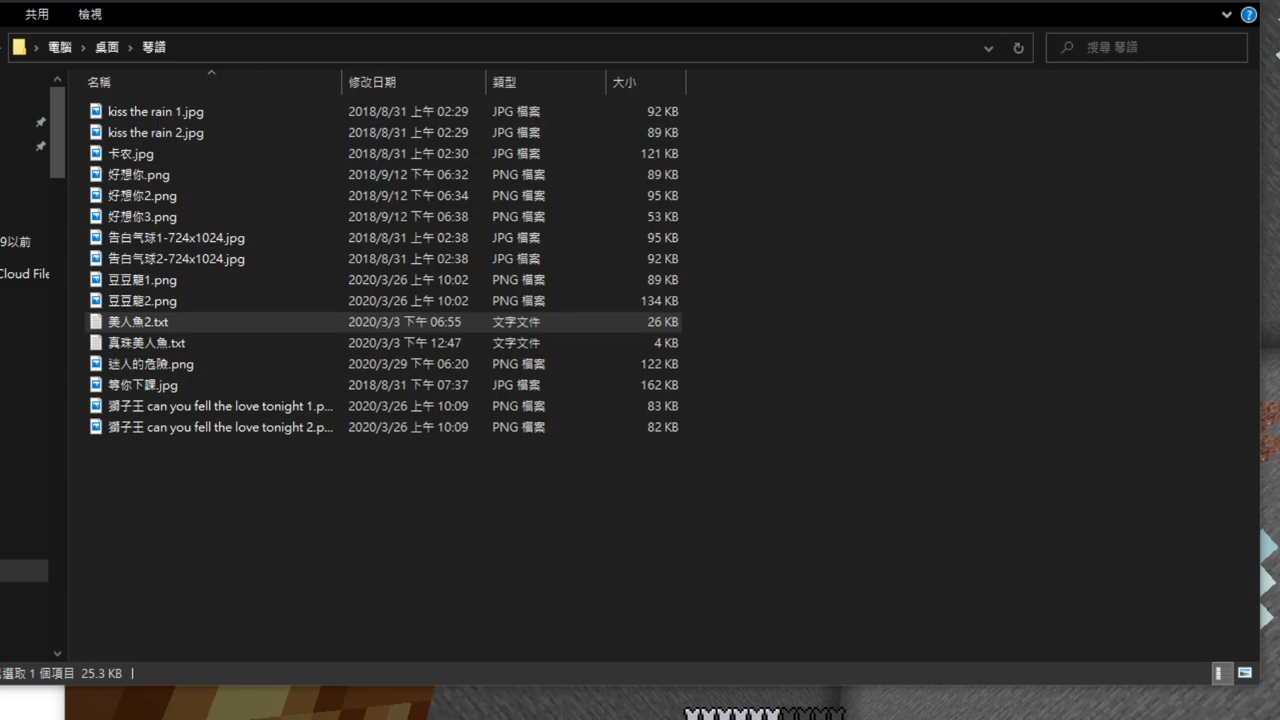 共用 檢視
電腦 桌面 琴譜 搜尋 琴譜
名稱 修改日期 類型 大小
kiss the rain 1.jpg 2018/8/31 上午 02:29 JPG 檔案 92 KB
kiss the rain 2.jpg 2018/8/31 上午 02:29 JPG 檔案 89 KB
卡农.jpg 2018/8/31 上午 02:30 JPG 檔案 121 KB
好想你.png 2018/9/12 下午 06:32 PNG 檔案 89 KB
好想你2.png 2018/9/12 下午 06:34 PNG 檔案 95 KB
好想你3.png 2018/9/12 下午 06:38 PNG 檔案 53 KB
告白气球1-724x1024.jpg 2018/8/31 上午 02:38 JPG 檔案 95 KB
9以前
告白气球2-724x1024.jpg 2018/8/31 上午 02:38 JPG 檔案 92 KB
Cloud File
豆豆龍1.png 2020/3/26 上午 10:02 PNG 檔案 89 KB
豆豆龍2.png 2020/3/26 上午 10:02 PNG 檔案 134 KB
美人魚2.txt 2020/3/3 下午 06:55 文字文件 26 KB
真珠美人魚.txt 2020/3/3 下午 12:47 文字文件 4 KB
迷人的危險.png 2020/3/29 下午 06:20 PNG 檔案 122 KB
等你下課.jpg 2018/8/31 下午 07:37 JPG 檔案 162 KB
獅子王 can you fell the love tonight 1.p... 2020/3/26 上午 10:09 PNG 檔案 83 KB
獅子王 can you fell the love tonight 2.p... 2020/3/26 上午 10:09 PNG 檔案 82 KB
選取 1 個項目 25.3 KB